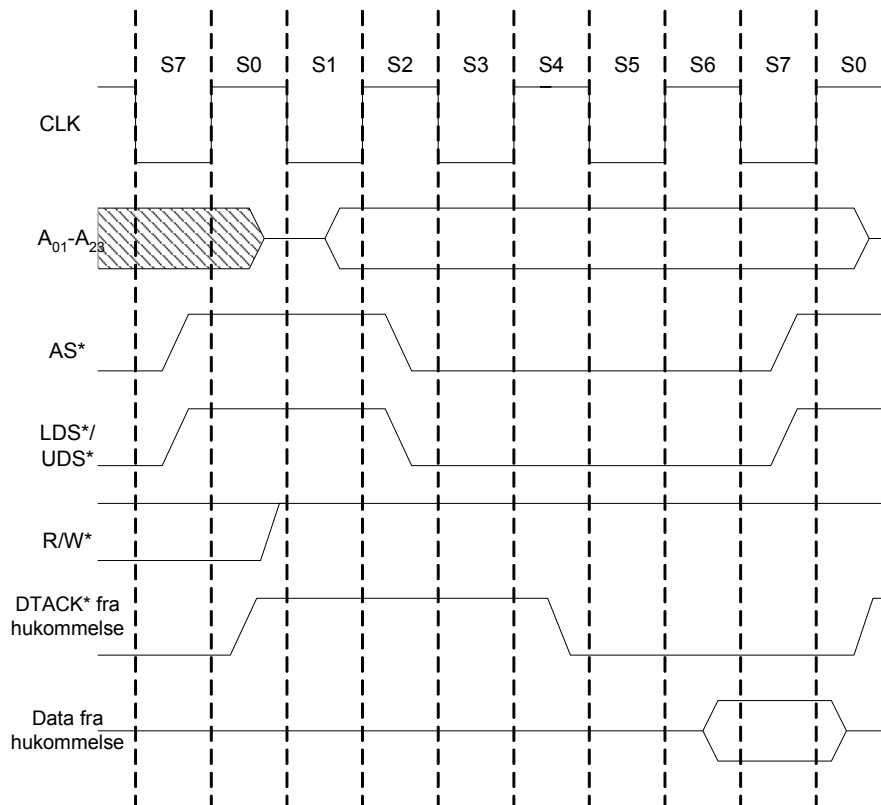 S7 S0 S1 S2 S3 S4 S5 S6 S7 S0
CLK
A01-A23
AS*
LDS*/
UDS*
R/W*
DTACK* fra
hukommelse
Data fra
hukommelse